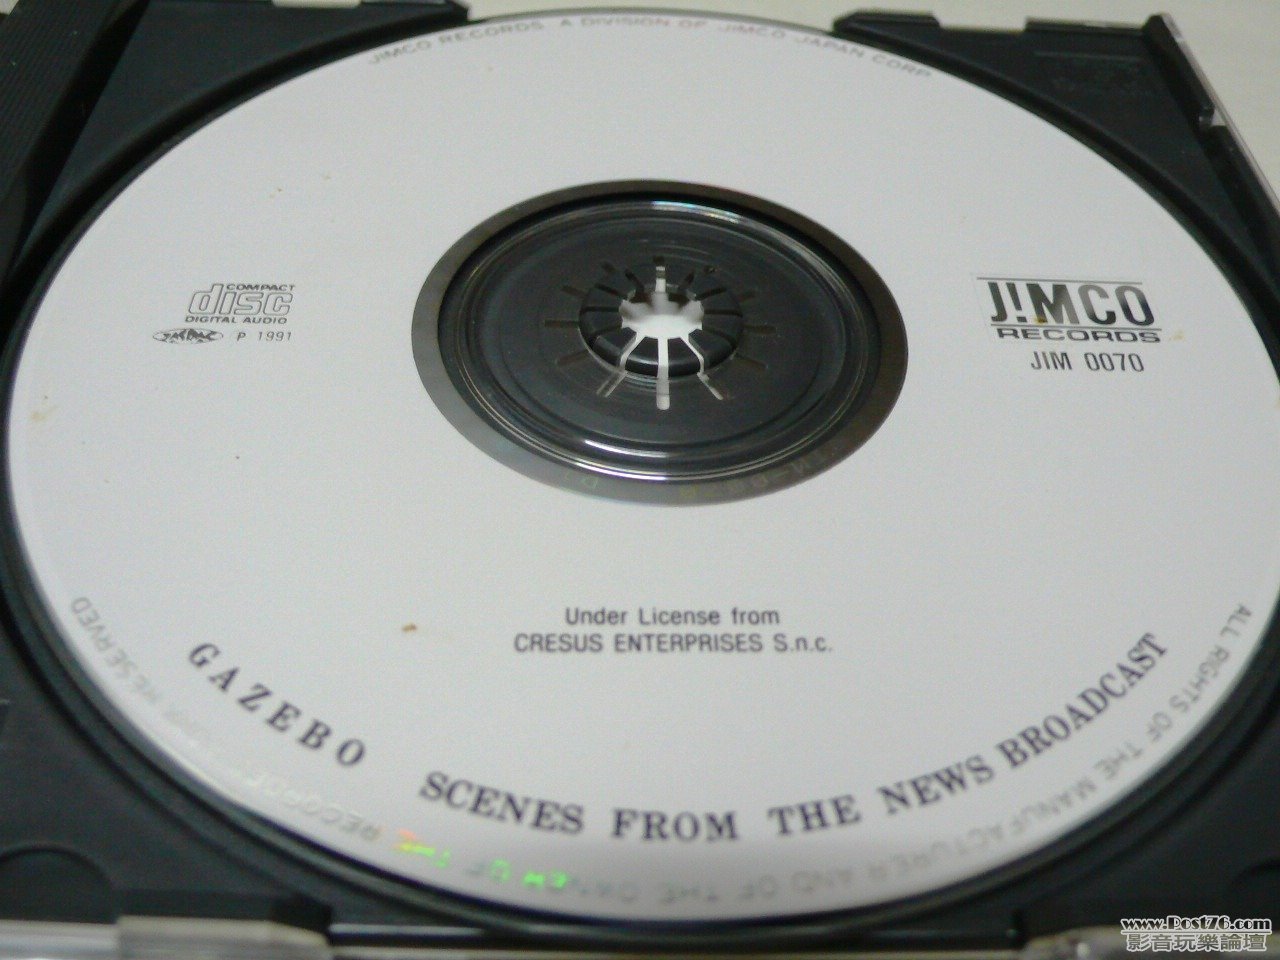 JIMCO RECORDS. A DIVISION OF JIMCO JAPAN CORP
COMPACT
disc
DIGITAL AUDIO
P 1991
J!MCO
RECORDS
JIM 0070
Under License from
CRESUS ENTERPRISES S.n.c.
GAZEBO SCENES FROM THE NEWS BROADCAST
ALL RIGHTS OF THE MANUFACTURER AND OF THE OWNER OF THE RECORDED RESERVED
www.Post76.com
影音玩樂論壇